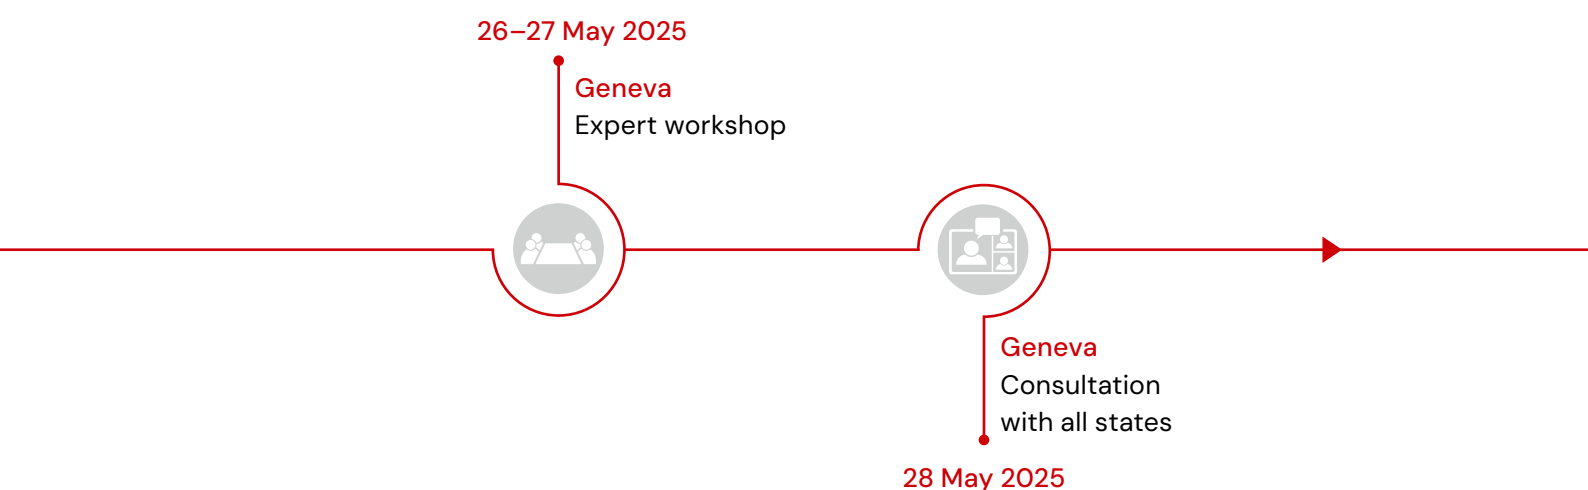 26–27 May 2025
Geneva
Expert workshop
Geneva
Consultation
with all states
28 May 2025